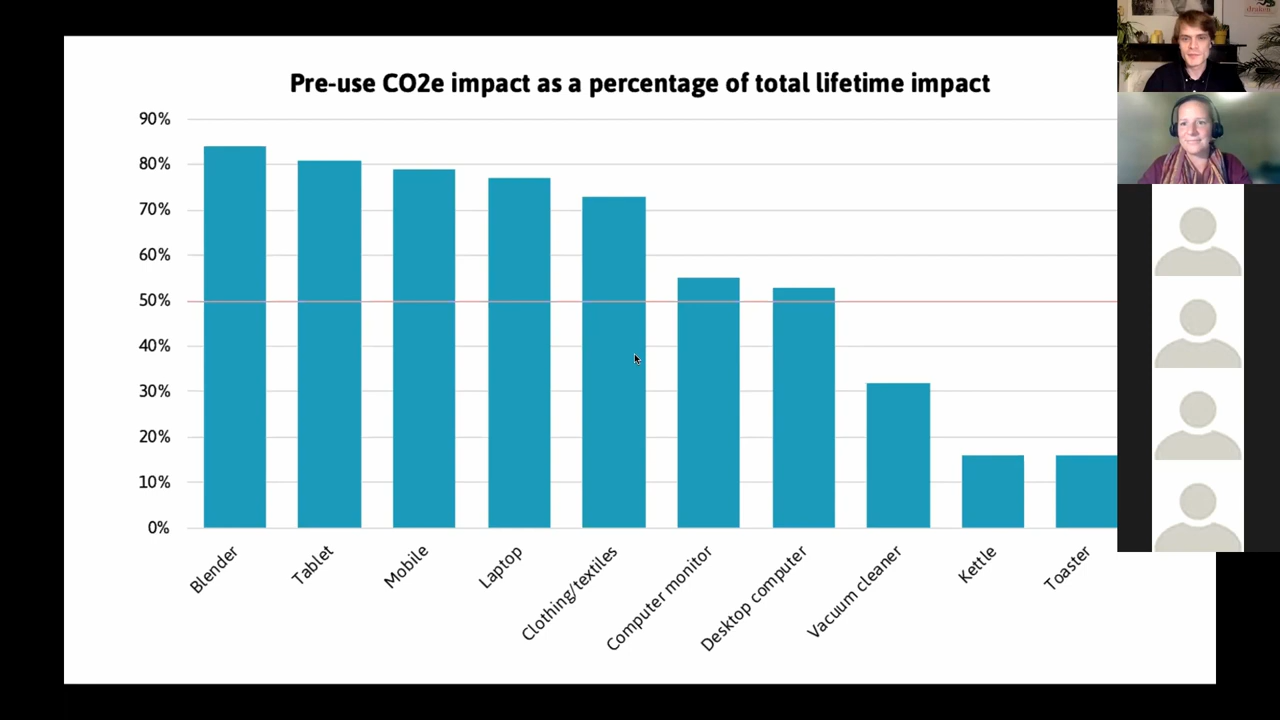 Pre-use CO2e impact as a percentage of total lifetime impact
90%
80%
70%
60%
50%
40%
30%
20%
10%
0%
Blender
Tablet
Mobile
Laptop
Clothing/textiles
Computer monitor
Desktop computer
Vacuum cleaner
Kettle
Toaster